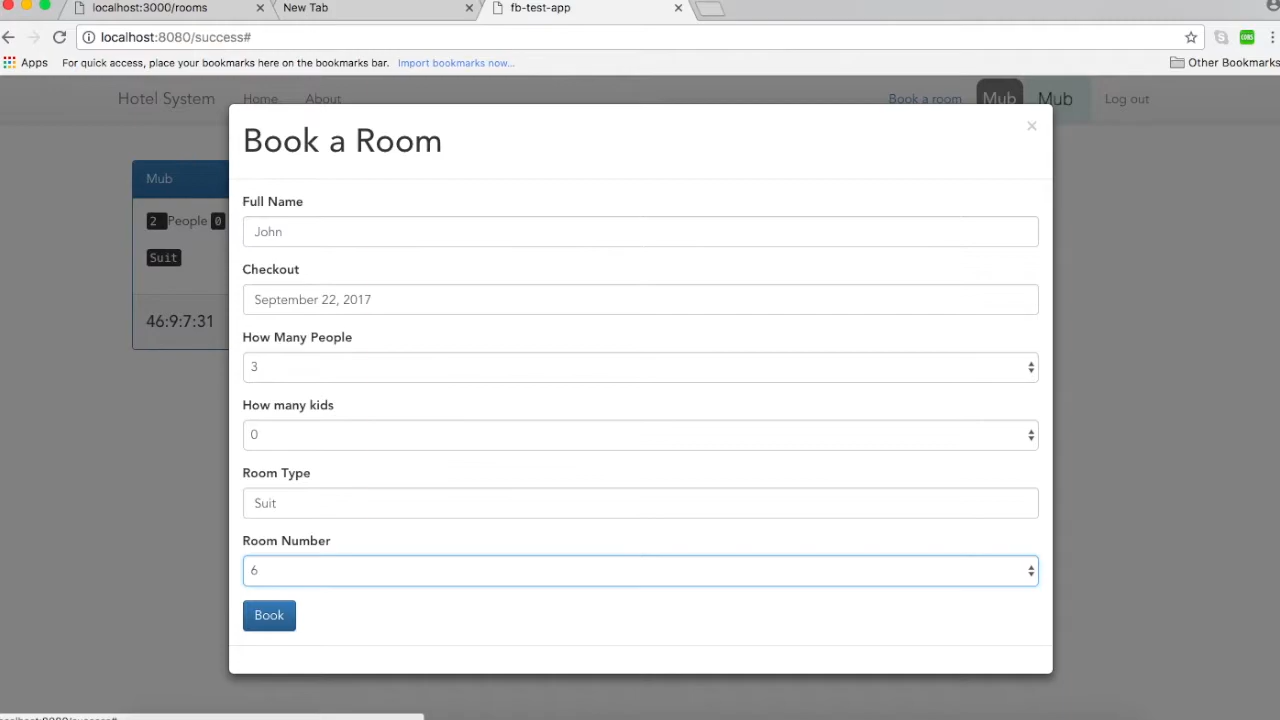 localhost:3000/rooms
New Tab
fb-test-app
localhost:8080/success#
Apps
For quick access, place your bookmarks here on the bookmarks bar.
Import bookmarks now...
Other Bookmarks
Hotel System
Home
About
Book a room
Mub
Mub
Log out
Mub
2 People 0
Suit
46:9:7:31
Book a Room
×
Full Name
John
Checkout
September 22, 2017
How Many People
3
How many kids
0
Room Type
Suit
Room Number
6
Book